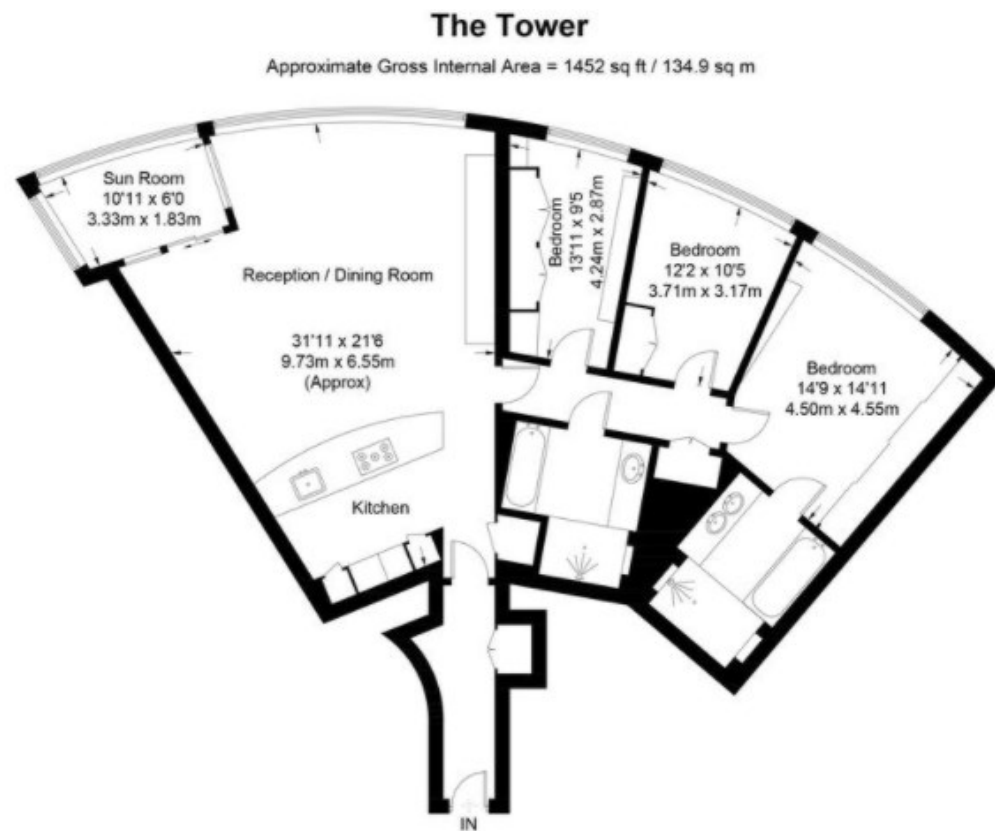 The Tower
Approximate Gross Internal Area = 1452 sq ft / 134.9 sq m
Sun Room
10'11 x 6'0
3.33m x 1.83m
Reception / Dining Room
31'11 x 21'6
9.73m x 6.55m
(Approx)
Kitchen
Bedroom
13'11 x 9'5
4.24m x 2.87m
Bedroom
12'2 x 10'5
3.71m x 3.17m
Bedroom
14'9 x 14'11
4.50m x 4.55m
IN